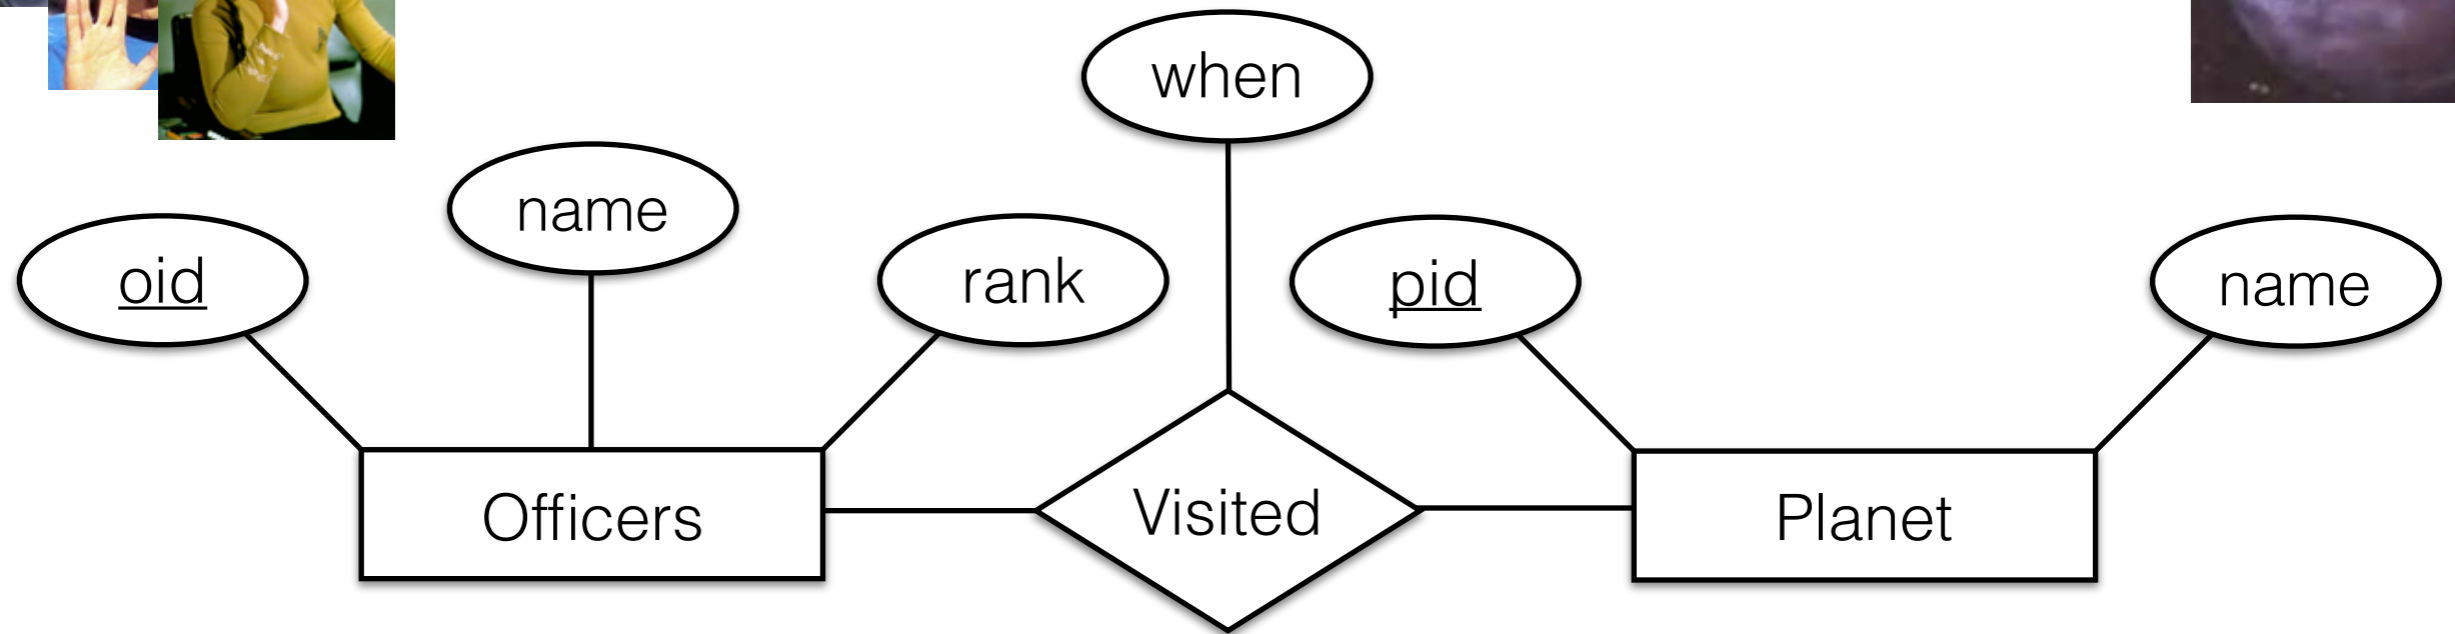 when
name
oid
rank
pid
name
Officers
Visited
Planet